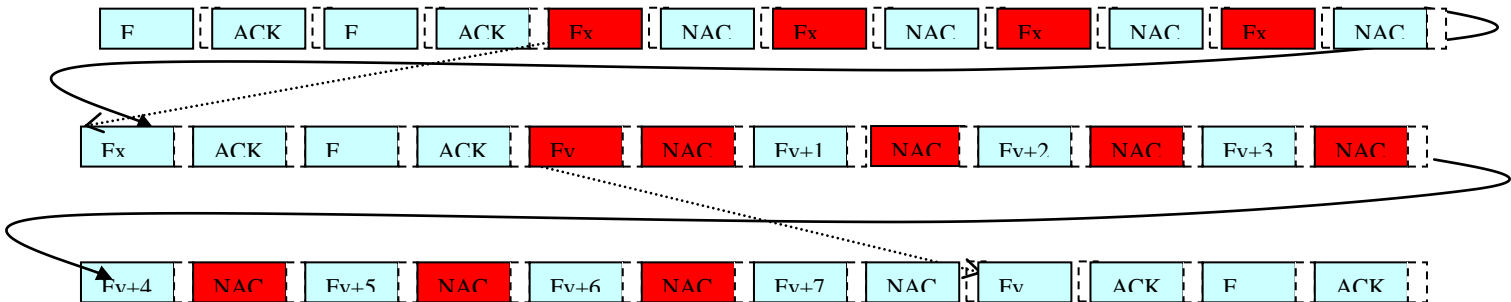 F ACK F ACK Fx NAC Fx NAC Fx NAC Fx NAC
Fx ACK F ACK Fy NAC Fy+1 NAC Fy+2 NAC Fy+3 NAC
Fy+4 NAC Fy+5 NAC Fy+6 NAC Fy+7 NAC Fy ACK F ACK